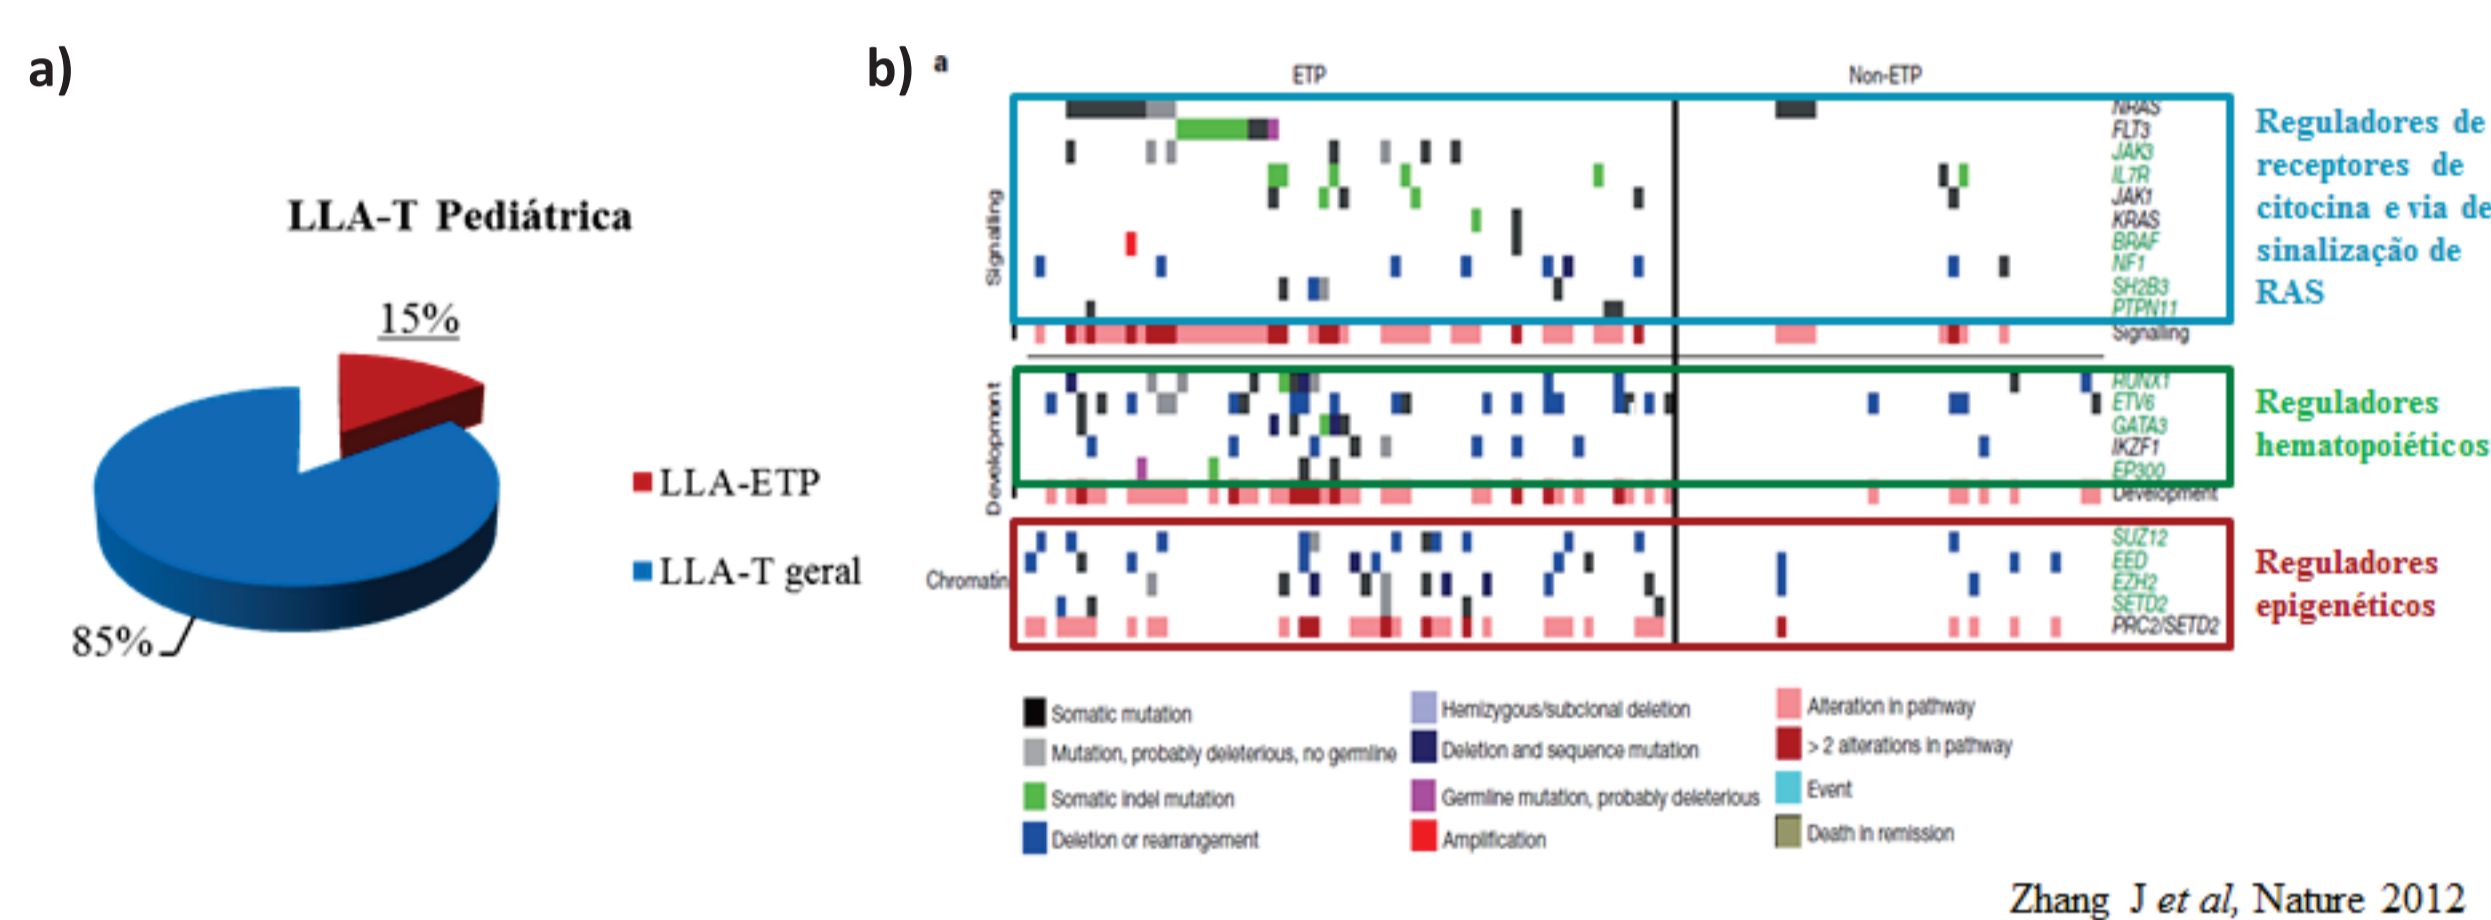 a)
LLA-T Pediátrica
15%
85%
LLA-ETP
LLA-T geral
b)
a
ETP
Non-ETP
Signalling
NRAS
FLT3
JAK3
IL7R
JAK1
KRAS
BRAF
NF1
SH2B3
PTPN11
Signalling
Reguladores de
receptores de
citocina e via de
sinalização de
RAS
Development
RUNX1
ETV6
GATA3
IKZF1
EP300
Development
Reguladores
hematopoiéticos
Chromatin
SUZ12
EED
EZH2
SETD2
PRC2/SETD2
Reguladores
epigenéticos
Somatic mutation
Mutation, probably deleterious, no germline
Somatic indel mutation
Deletion or rearrangement
Hemizygous/subclonal deletion
Deletion and sequence mutation
Germline mutation, probably deleterious
Amplification
Alteration in pathway
> 2 alterations in pathway
Event
Death in remission
Zhang J et al, Nature 2012